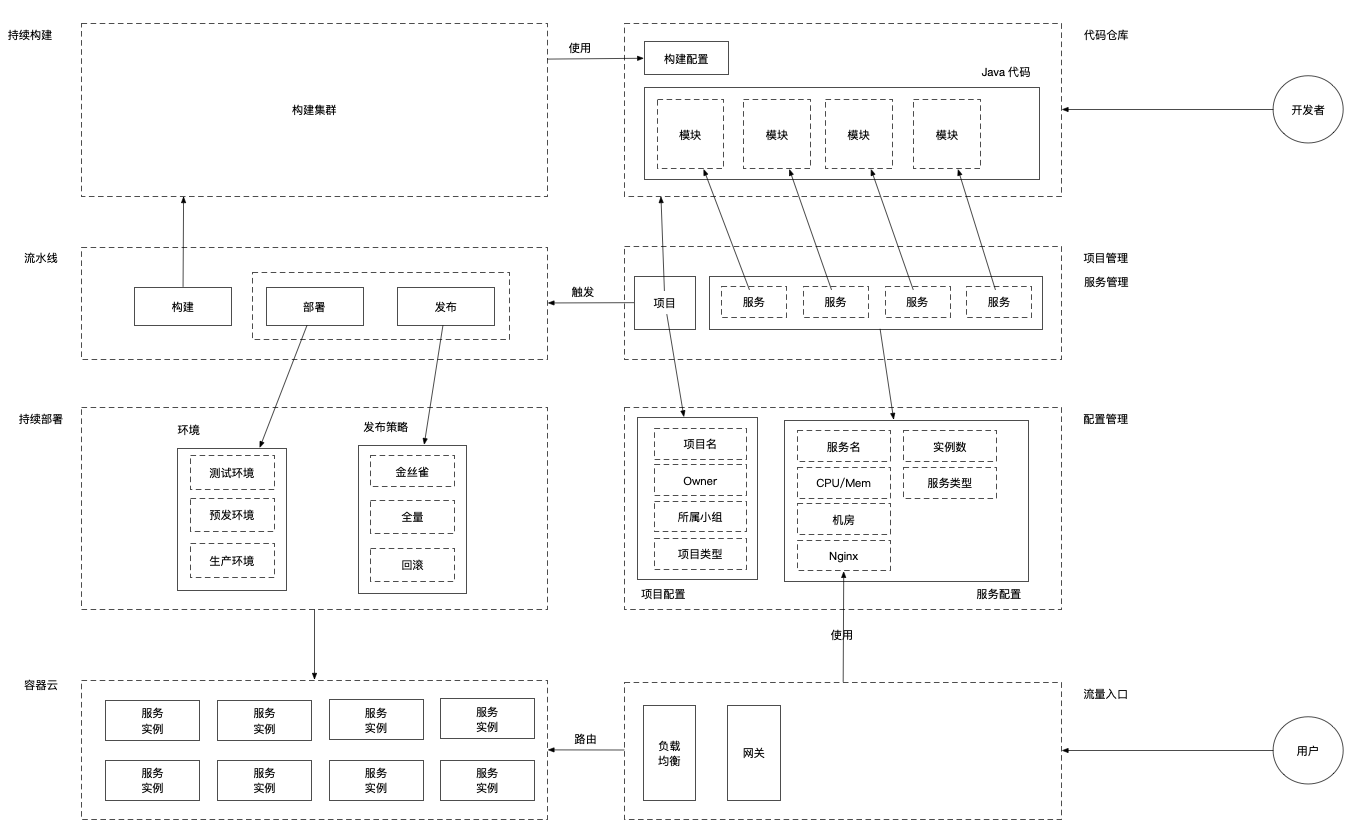 持续构建
构建集群
使用
构建配置
Java 代码
模块
模块
模块
模块
代码仓库
开发者
流水线
构建
部署
发布
触发
项目
服务
服务
服务
服务
项目管理
服务管理
持续部署
环境
测试环境
预发环境
生产环境
发布策略
金丝雀
全量
回滚
项目名
Owner
所属小组
项目类型
项目配置
服务名
CPU/Mem
机房
Nginx
实例数
服务类型
服务配置
配置管理
使用
容器云
服务
实例
服务
实例
服务
实例
服务
实例
服务
实例
服务
实例
服务
实例
服务
实例
路由
负载
均衡
网关
流量入口
用户